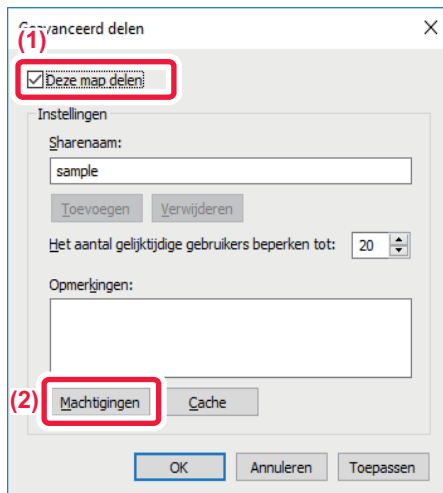 Geavanceerd delen
(1)
Deze map delen
Instellingen
Sharenaam:
sample
Toevoegen Verwijderen
Het aantal gelijktijdige gebruikers beperken tot: 20
Opmerkingen:
(2) Machtigingen Cache
OK Annuleren Toepassen